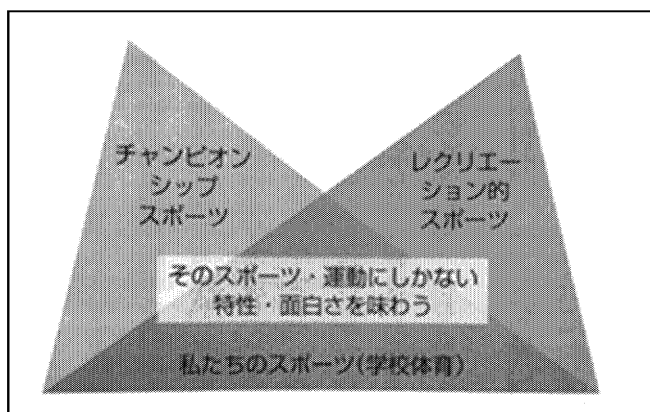 チャンピオン
シップ
スポーツ
レクリエー
ション的
スポーツ
そのスポーツ・運動にしかない
特性・面白さを味わう
私たちのスポーツ(学校体育)